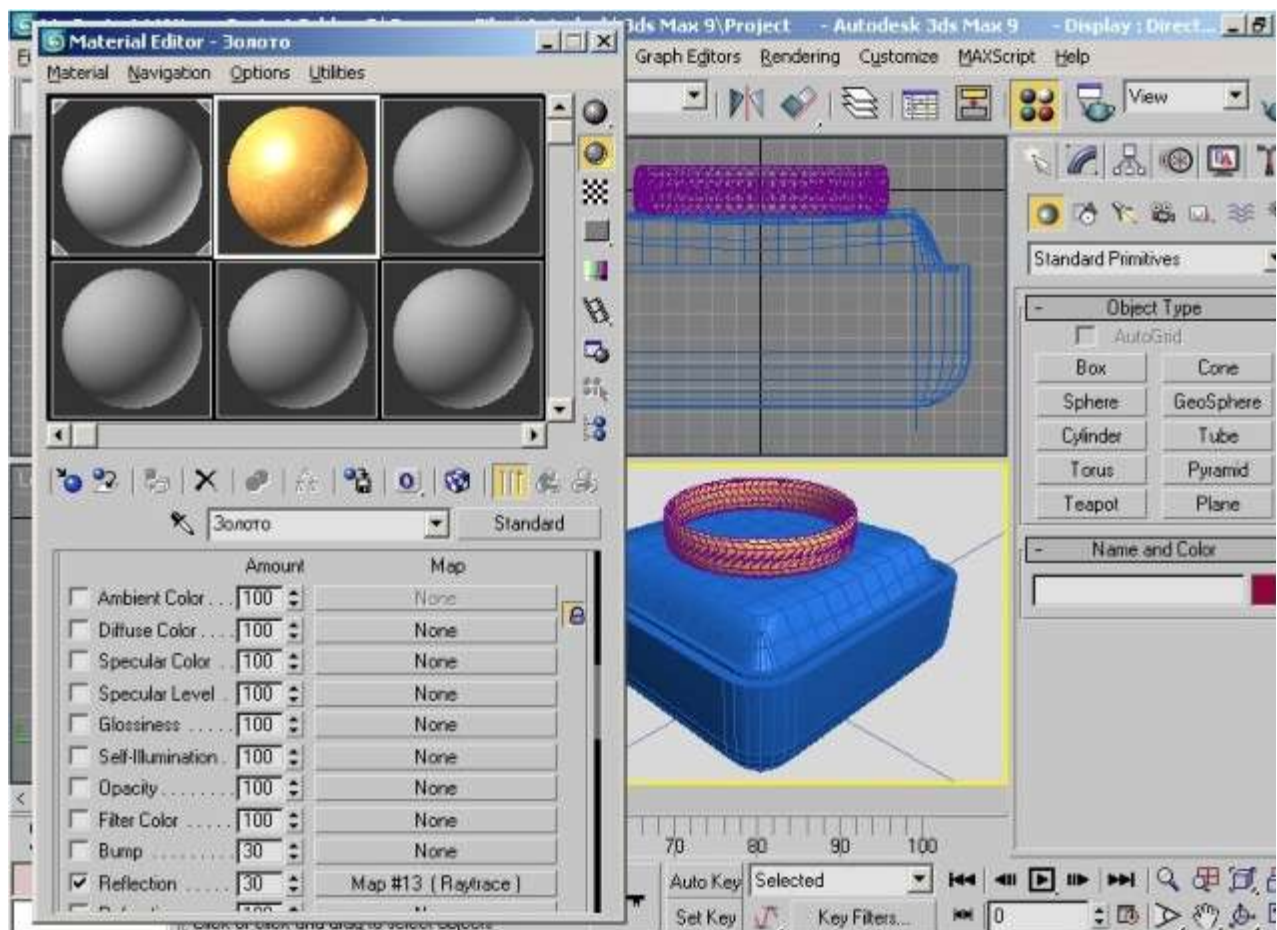 3ds Max 9\Project - Autodesk 3ds Max 9 - Display : Direct...
Material Editor - Золото
Material Navigation Options Utilities
Graph Editors Rendering Customize MAXScript Help
View
Standard Primitives
- Object Type
AutoGrid
Box Cone
Sphere GeoSphere
Cylinder Tube
Torus Pyramid
Teapot Plane
- Name and Color
Золото Standard
Amount Map
Ambient Color . . . 100 None
Diffuse Color . . . . 100 None
Specular Color . . 100 None
Specular Level . 100 None
Glossiness . . . . . 100 None
Self-Illumination . 100 None
Opacity . . . . . . . . 100 None
Filter Color . . . . . 100 None
Bump . . . . . . . . . 30 None
Reflection . . . . . 30 Map #13 ( Raytrace )
70 80 90 100
Auto Key Selected
Set Key Key Filters... 0